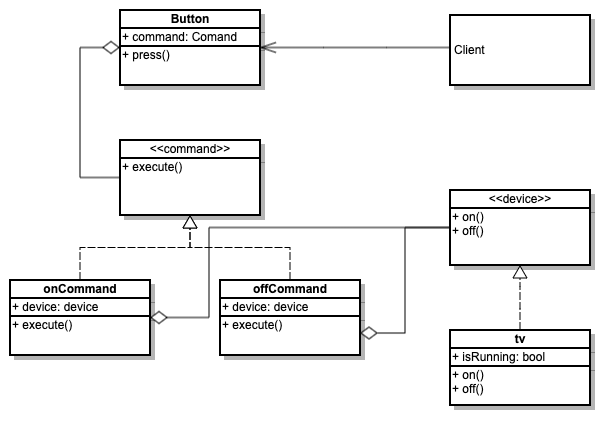 Button
+ command: Comand
+ press()
Client
<<command>>
+ execute()
<<device>>
+ on()
+ off()
onCommand
+ device: device
+ execute()
offCommand
+ device: device
+ execute()
tv
+ isRunning: bool
+ on()
+ off()